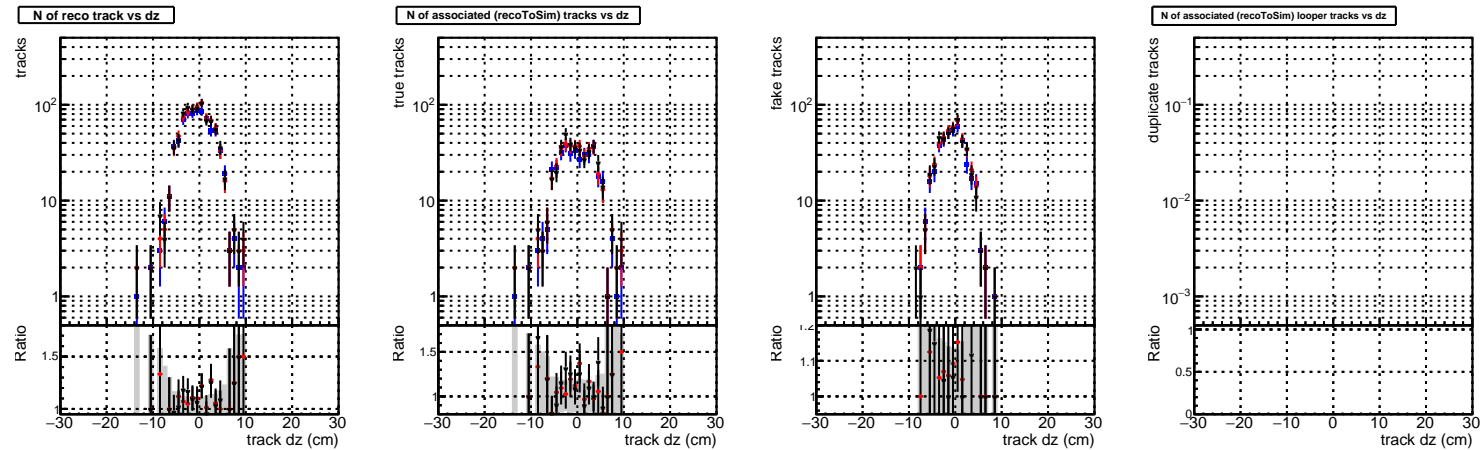 N of reco track vs dz
tracks
10²
10
1
Ratio
1.5
1
−30 −20 −10 0 10 20 30
track dz (cm)
N of associated (recoToSim) tracks vs dz
true tracks
10²
10
1
Ratio
1.5
1
−30 −20 −10 0 10 20 30
track dz (cm)
fake tracks
10²
10
1
Ratio
1.2
1.1
1
−30 −20 −10 0 10 20 30
track dz (cm)
N of associated (recoToSim) looper tracks vs dz
duplicate tracks
10⁻¹
10⁻²
10⁻³
Ratio
1
0.5
0
−30 −20 −10 0 10 20 30
track dz (cm)